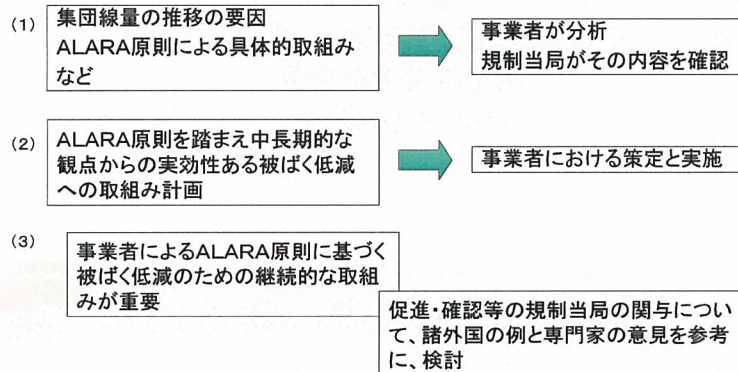 (1) 集団線量の推移の要因
ALARA原則による具体的取組み
など
事業者が分析
規制当局がその内容を確認
(2) ALARA原則を踏まえ中長期的な
観点からの実効性ある被ばく低減
への取組み計画
事業者における策定と実施
(3)
事業者によるALARA原則に基づく
被ばく低減のための継続的な取組
みが重要
促進・確認等の規制当局の関与につい
て、諸外国の例と専門家の意見を参考
に、検討